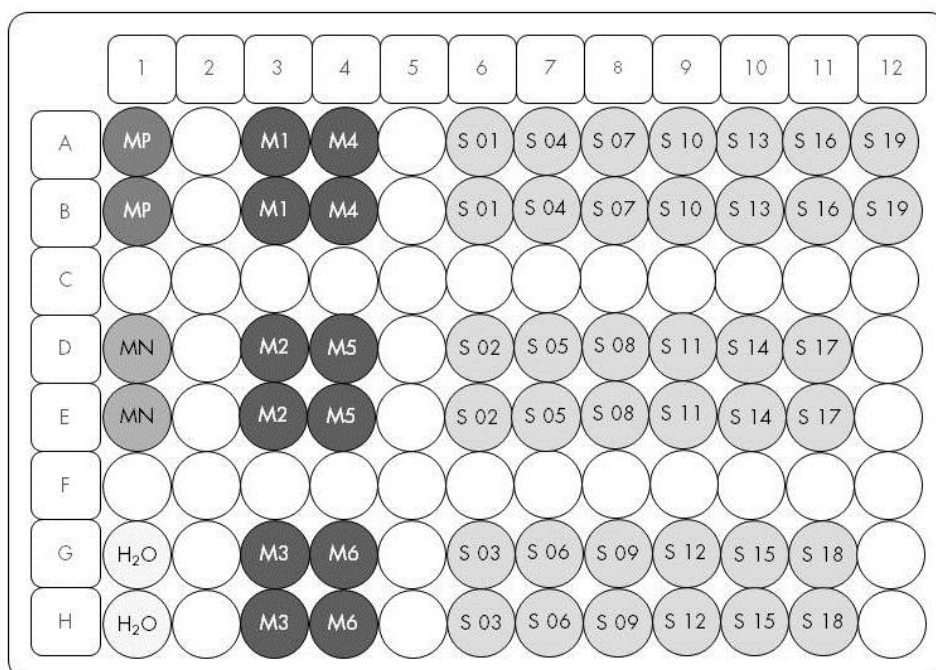 1 2 3 4 5 6 7 8 9 10 11 12
A MP M1 M4 S 01 S 04 S 07 S 10 S 13 S 16 S 19
B MP M1 M4 S 01 S 04 S 07 S 10 S 13 S 16 S 19
C
D MN M2 M5 S 02 S 05 S 08 S 11 S 14 S 17
E MN M2 M5 S 02 S 05 S 08 S 11 S 14 S 17
F
G H₂O M3 M6 S 03 S 06 S 09 S 12 S 15 S 18
H H₂O M3 M6 S 03 S 06 S 09 S 12 S 15 S 18